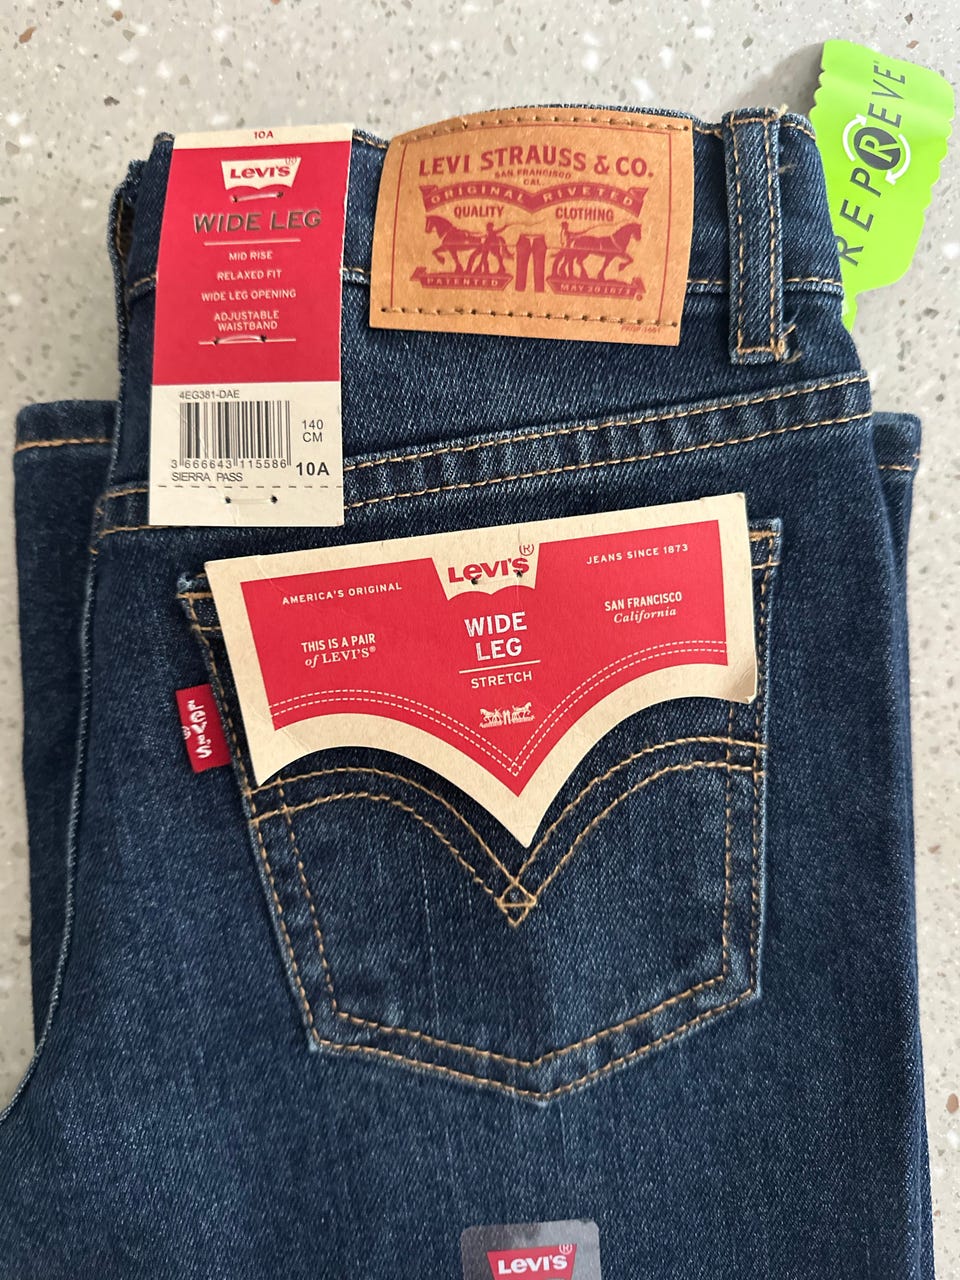 10A
LEVI'S®
WIDE LEG
MID RISE
RELAXED FIT
WIDE LEG OPENING
ADJUSTABLE
WAISTBAND
4EG381-DAE
140
CM
3 666643 115586
10A
SIERRA PASS
LEVI STRAUSS & CO.
SAN FRANCISCO
CAL.
ORIGINAL RIVETED
QUALITY CLOTHING
PATENTED MAY 20 1873
REPREVE
LEVI'S®
AMERICA'S ORIGINAL
JEANS SINCE 1873
THIS IS A PAIR
of LEVI'S®
WIDE
LEG
STRETCH
SAN FRANCISCO
California
LEVI'S®
LEVI'S®